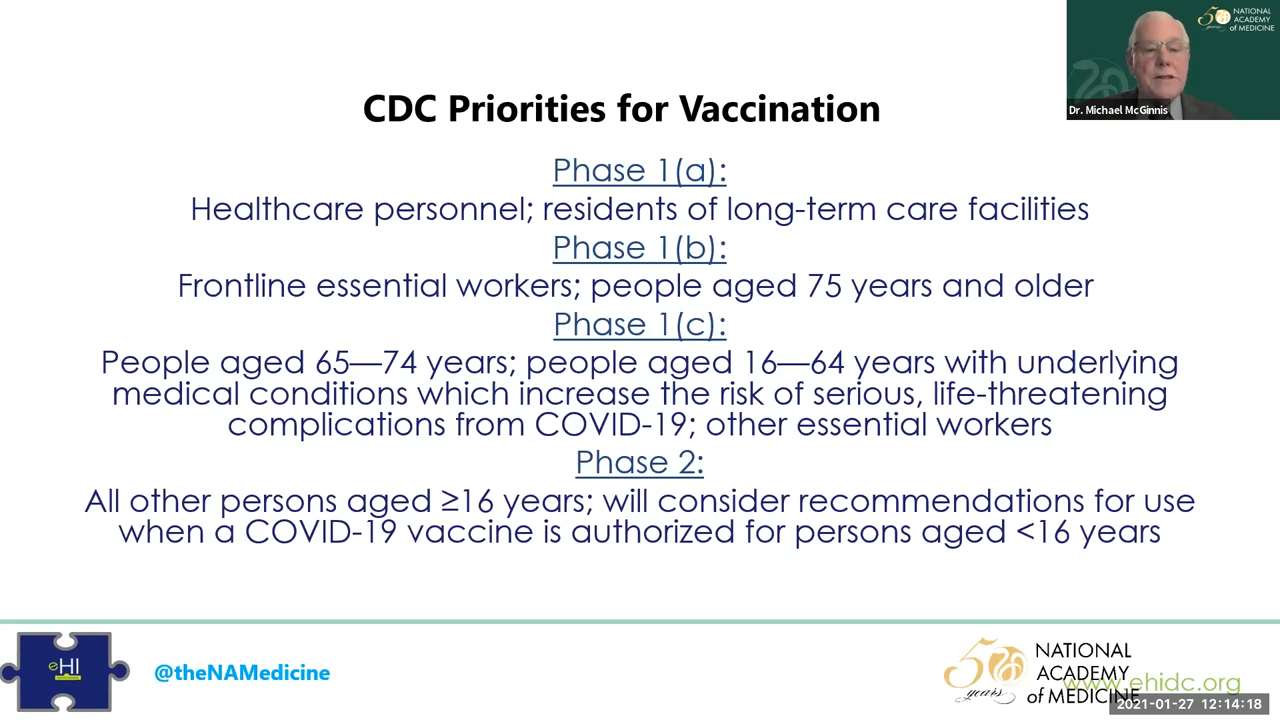 50 years
NATIONAL
ACADEMY
of MEDICINE
Dr. Michael McGinnis
CDC Priorities for Vaccination
Phase 1(a):
Healthcare personnel; residents of long-term care facilities
Phase 1(b):
Frontline essential workers; people aged 75 years and older
Phase 1(c):
People aged 65—74 years; people aged 16—64 years with underlying
medical conditions which increase the risk of serious, life-threatening
complications from COVID-19; other essential workers
Phase 2:
All other persons aged ≥16 years; will consider recommendations for use
when a COVID-19 vaccine is authorized for persons aged <16 years
eHI
@theNAMedicine
50 years
NATIONAL
ACADEMY
of MEDICINE
www.ehidc.org
2021-01-27 12:14:18